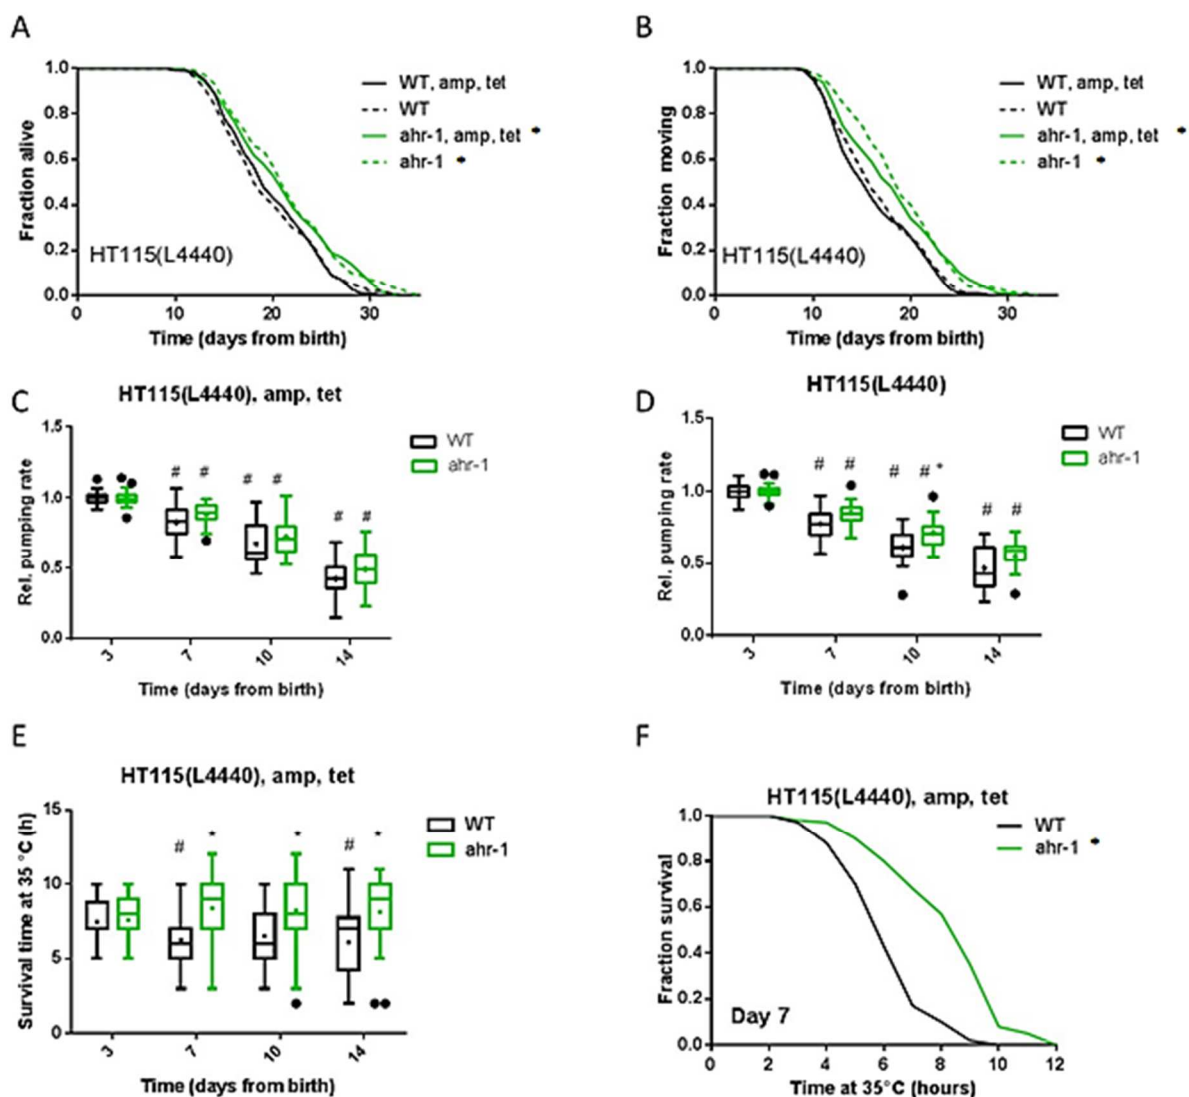 A
B
1.0
0.8
0.6
0.4
0.2
0.0
Fraction alive
WT, amp, tet
WT
ahr-1, amp, tet *
ahr-1 *
HT115(L4440)
0 10 20 30
Time (days from birth)
1.0
0.8
0.6
0.4
0.2
0.0
Fraction moving
WT, amp, tet
WT
ahr-1, amp, tet *
ahr-1 *
HT115(L4440)
0 10 20 30
Time (days from birth)
C
HT115(L4440), amp, tet
1.5
1.0
0.5
0.0
Rel. pumping rate
# # # # # #
WT
ahr-1
3 7 10 14
Time (days from birth)
D
HT115(L4440)
1.5
1.0
0.5
0.0
Rel. pumping rate
# # # # * # #
WT
ahr-1
3 7 10 14
Time (days from birth)
E
HT115(L4440), amp, tet
15
10
5
0
Survival time at 35 °C (h)
# * * # *
WT
ahr-1
3 7 10 14
Time (days from birth)
F
HT115(L4440), amp, tet
1.0
0.8
0.6
0.4
0.2
0.0
Fraction survival
WT
ahr-1 *
Day 7
0 2 4 6 8 10 12
Time at 35°C (hours)